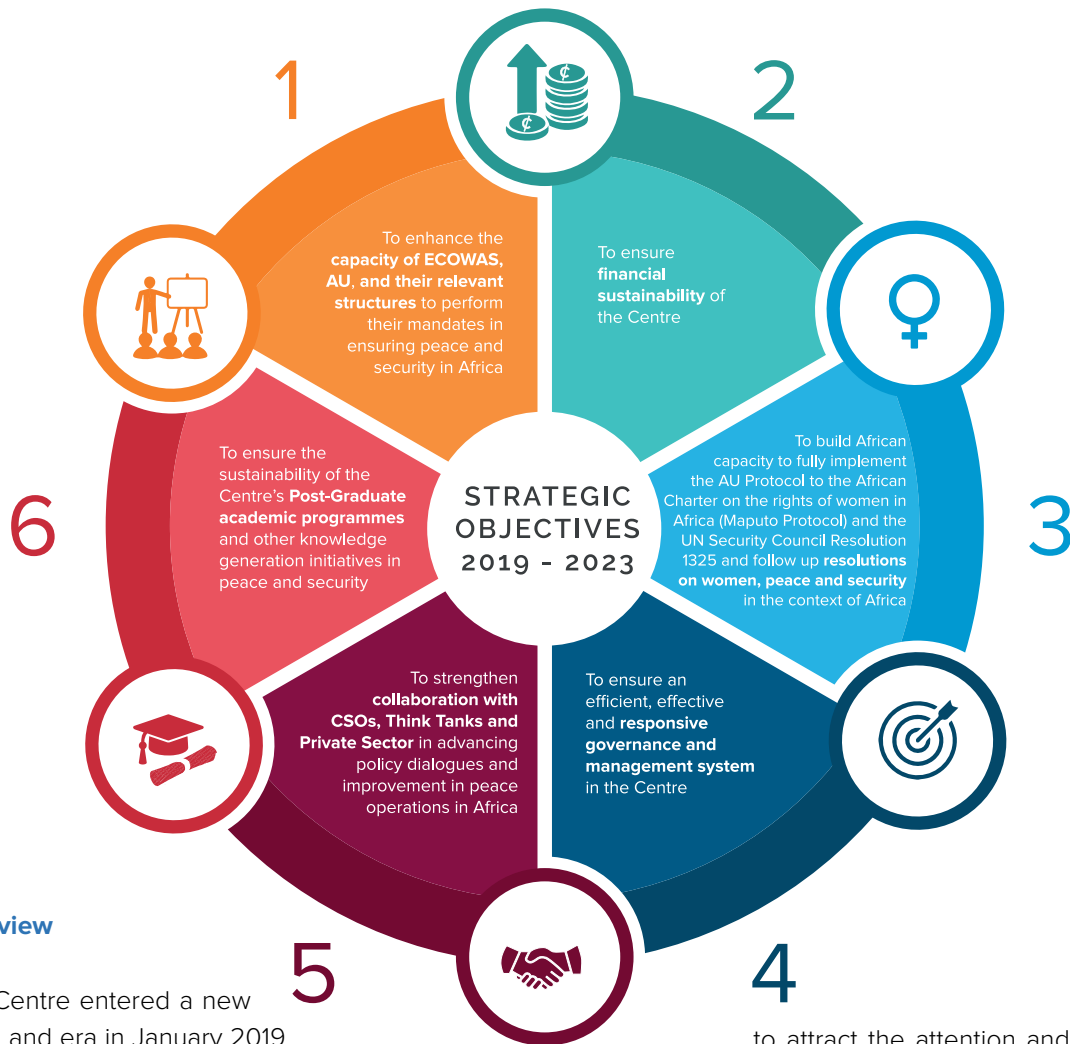 1
To enhance the
capacity of ECOWAS,
AU, and their relevant
structures to perform
their mandates in
ensuring peace and
security in Africa
2
To ensure
financial
sustainability of
the Centre
3
To build African
capacity to fully implement
the AU Protocol to the African
Charter on the rights of women in
Africa (Maputo Protocol) and the
UN Security Council Resolution
1325 and follow up resolutions
on women, peace and security
in the context of Africa
STRATEGIC
OBJECTIVES
2019 - 2023
4
To ensure an
efficient, effective
and responsive
governance and
management system
in the Centre
5
To strengthen
collaboration with
CSOs, Think Tanks and
Private Sector in advancing
policy dialogues and
improvement in peace
operations in Africa
6
To ensure the
sustainability of the
Centre's Post-Graduate
academic programmes
and other knowledge
generation initiatives in
peace and security
¢
¢
view
Centre entered a new
and era in January 2019
to attract the attention and